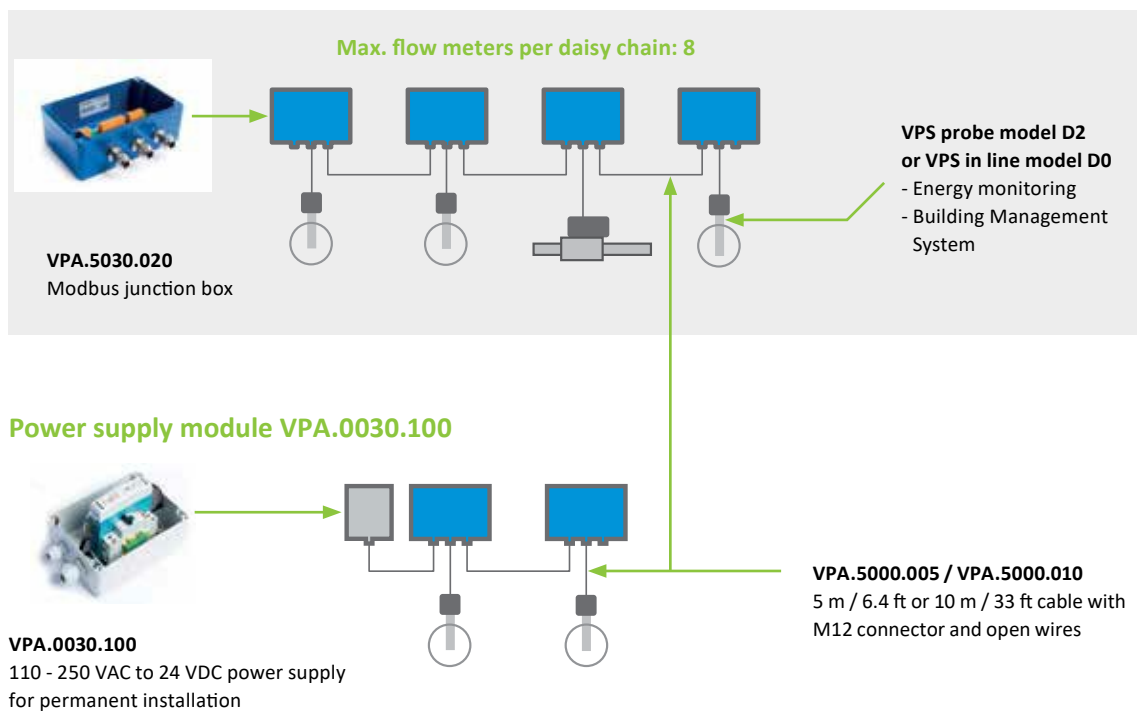 Max. flow meters per daisy chain: 8
VPS probe model D2
or VPS in line model D0
- Energy monitoring
- Building Management
System
VPA.5030.020
Modbus junction box
Power supply module VPA.0030.100
VPA.5000.005 / VPA.5000.010
5 m / 6.4 ft or 10 m / 33 ft cable with
M12 connector and open wires
VPA.0030.100
110 - 250 VAC to 24 VDC power supply
for permanent installation